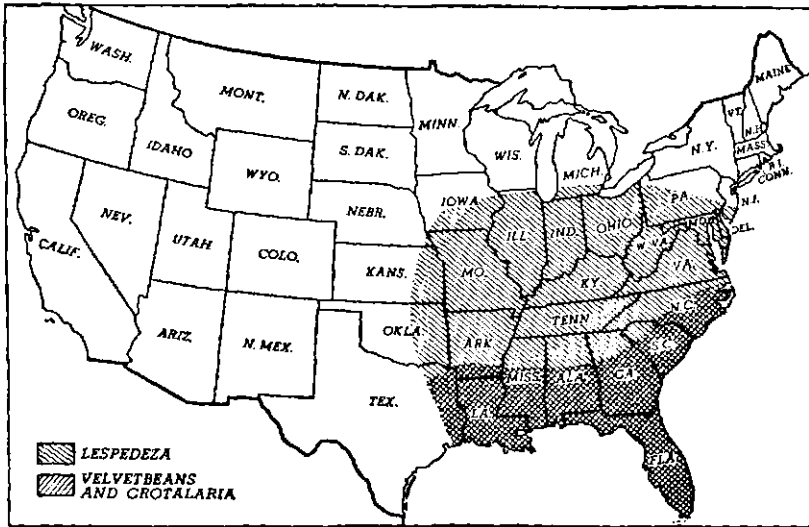 WASH.
OREG.
CALIF.
NEV.
IDAHO
MONT.
WYO.
UTAH
COLO.
ARIZ.
N. MEX.
N. DAK.
S. DAK.
NEBR.
KANS.
OKLA.
TEX.
MINN.
IOWA
MO.
ARK.
LA.
WIS.
ILL.
MICH.
IND.
OHIO
KY.
TENN.
MISS.
ALA.
GA.
FLA.
S.C.
N.C.
VA.
W. VA.
PA.
N.Y.
VT.
N.H.
MAINE
MASS.
R.I.
CONN.
N.J.
DEL.
LESPEDEZA
VELVETBEANS
AND CROTALARIA